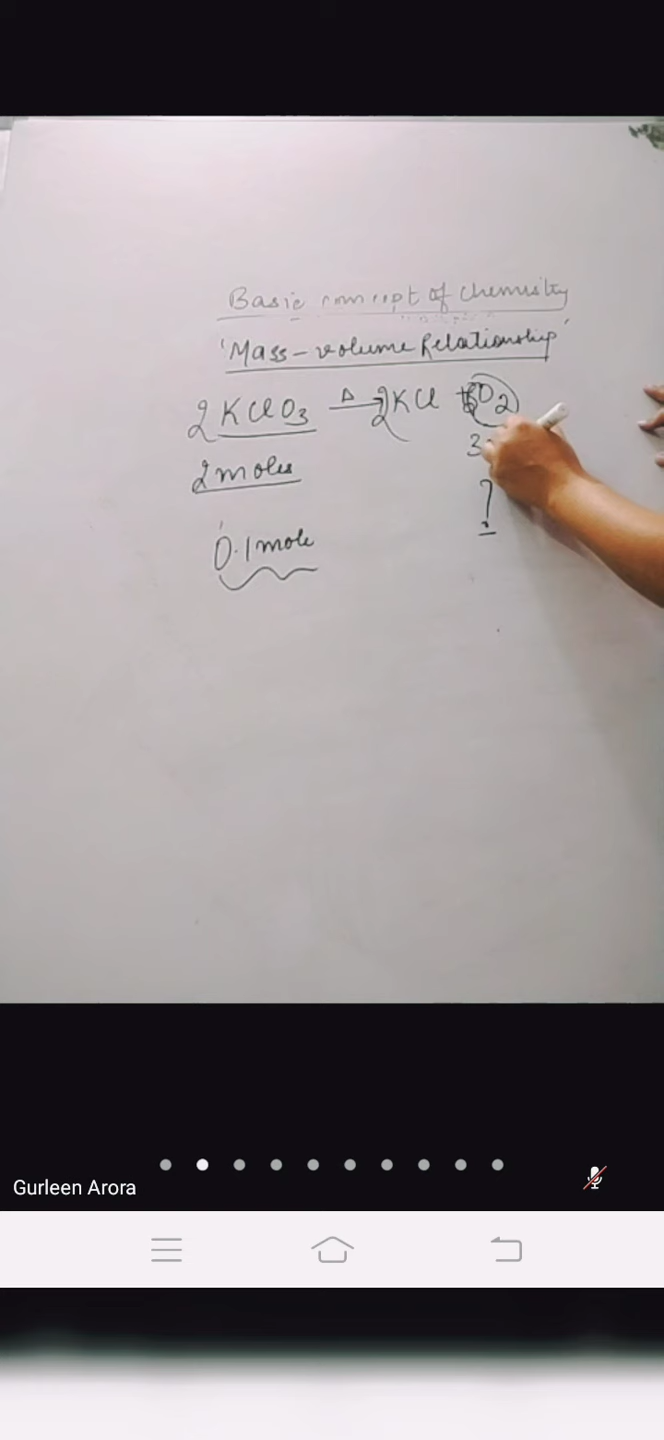 Basic concept of chemistry
'Mass-volume Relationship'
2KClO3 Δ→ 2KCl + 3O2
2 moles 3
0.1 mole ?
Gurleen Arora